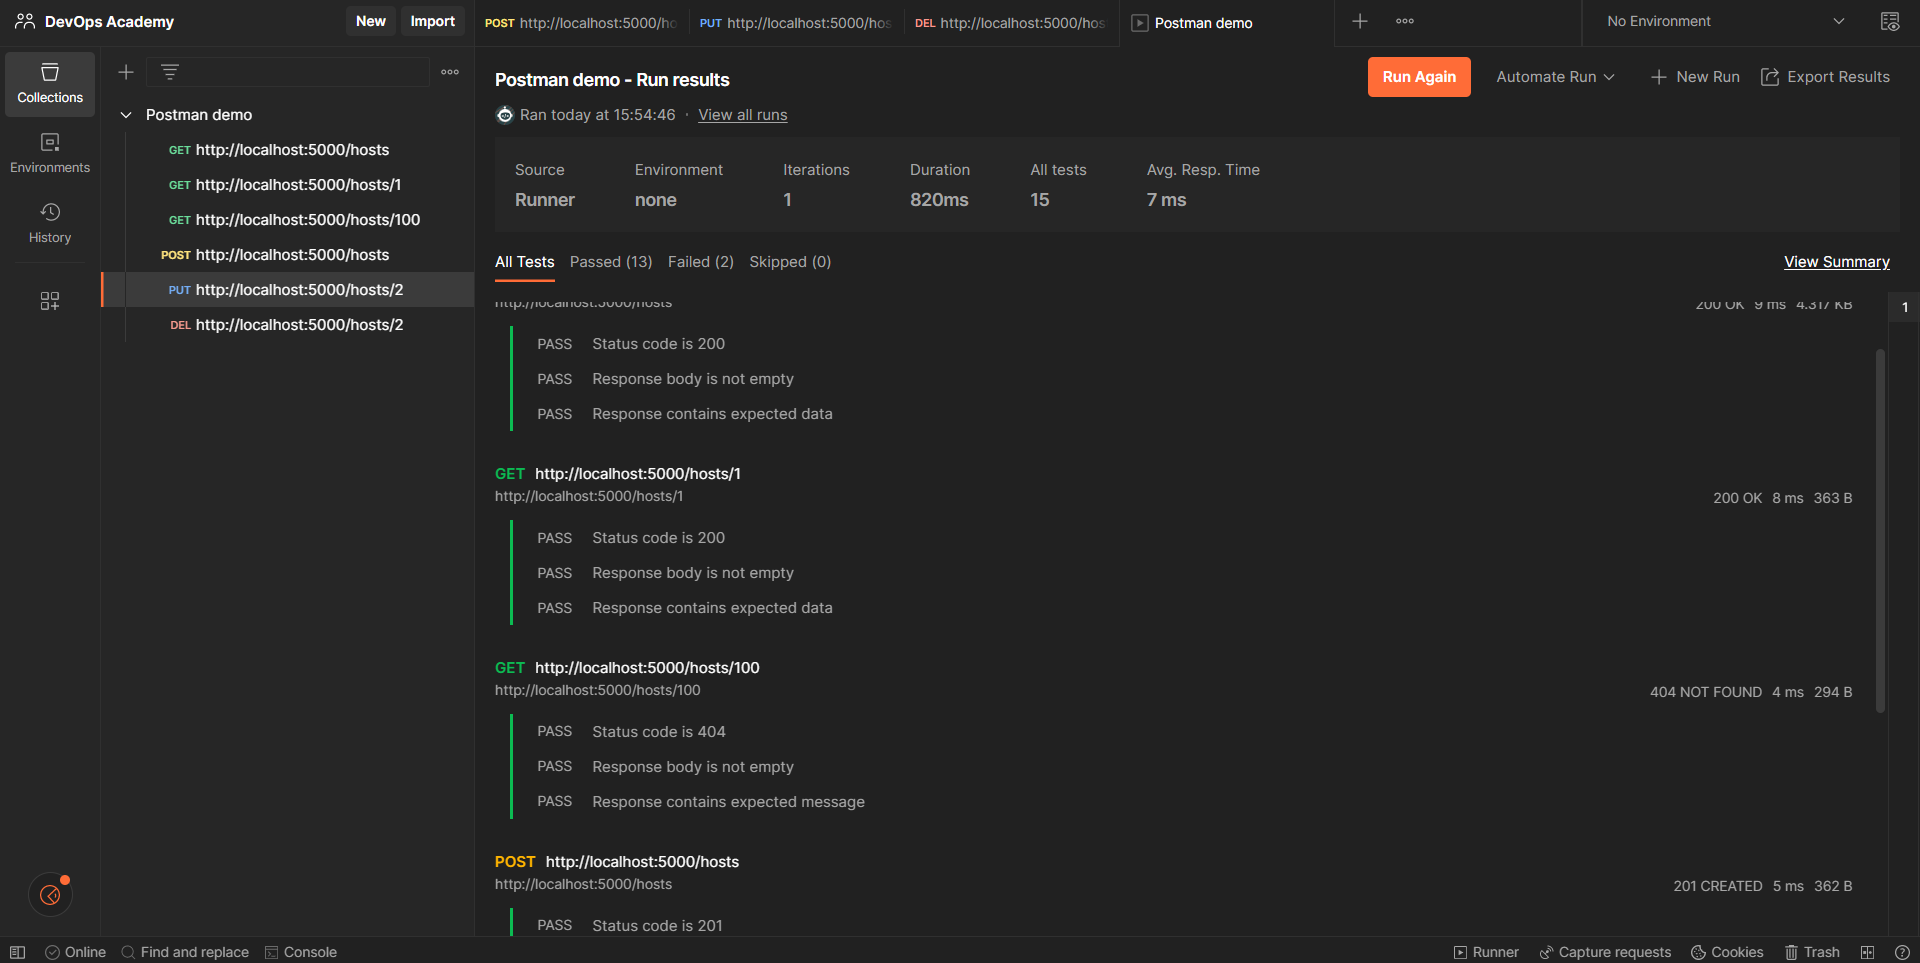 DevOps Academy
New
Import
POST http://localhost:5000/ho
PUT http://localhost:5000/hos
DEL http://localhost:5000/hos
Postman demo
No Environment
Collections
Environments
History
Postman demo
GET http://localhost:5000/hosts
GET http://localhost:5000/hosts/1
GET http://localhost:5000/hosts/100
POST http://localhost:5000/hosts
PUT http://localhost:5000/hosts/2
DEL http://localhost:5000/hosts/2
Postman demo - Run results
Run Again
Automate Run
New Run
Export Results
Ran today at 15:54:46 · View all runs
Source Environment Iterations Duration All tests Avg. Resp. Time
Runner none 1 820ms 15 7 ms
All Tests Passed (13) Failed (2) Skipped (0)
View Summary
http://localhost:5000/hosts
200 OK 9 ms 4.317 KB
1
PASS Status code is 200
PASS Response body is not empty
PASS Response contains expected data
GET http://localhost:5000/hosts/1
http://localhost:5000/hosts/1
200 OK 8 ms 363 B
PASS Status code is 200
PASS Response body is not empty
PASS Response contains expected data
GET http://localhost:5000/hosts/100
http://localhost:5000/hosts/100
404 NOT FOUND 4 ms 294 B
PASS Status code is 404
PASS Response body is not empty
PASS Response contains expected message
POST http://localhost:5000/hosts
http://localhost:5000/hosts
201 CREATED 5 ms 362 B
PASS Status code is 201
Online
Find and replace
Console
Runner
Capture requests
Cookies
Trash